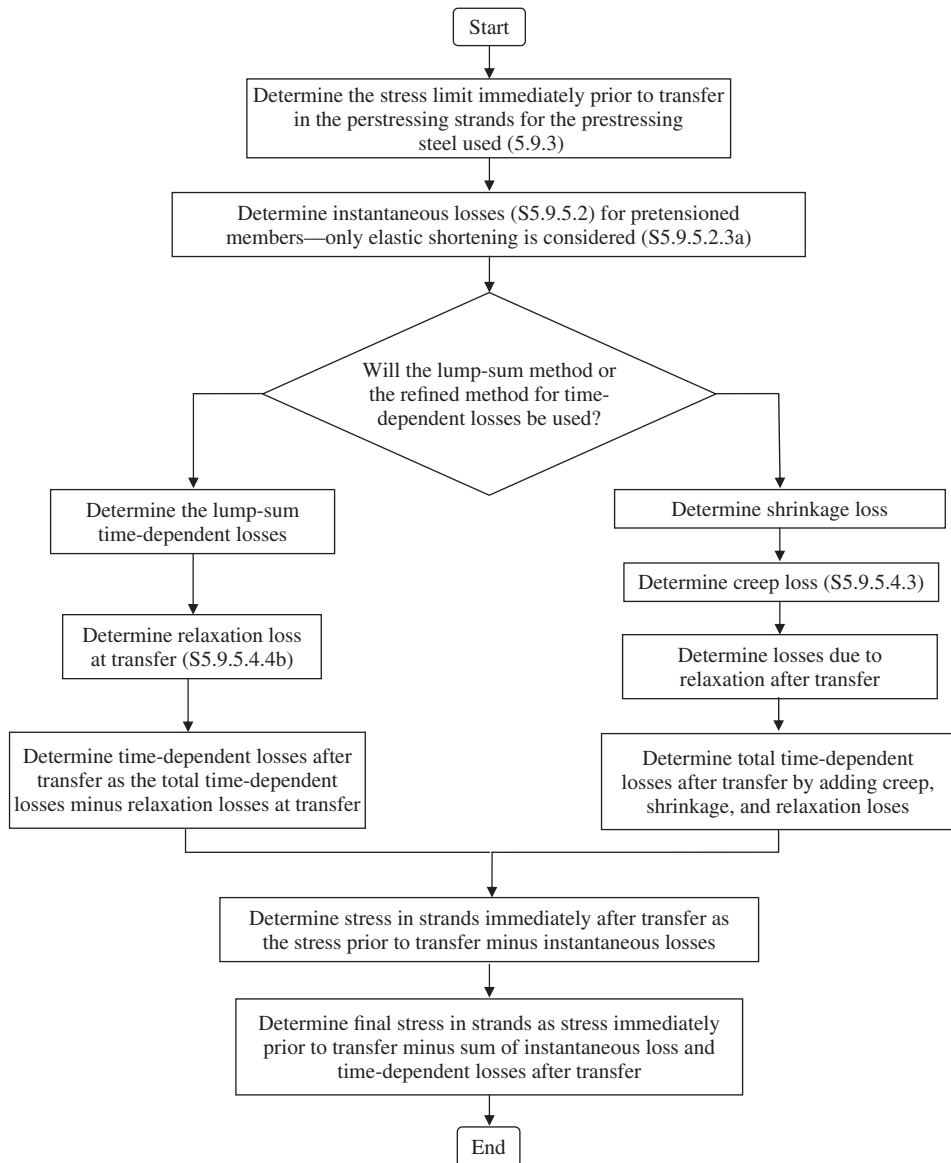 Start
Determine the stress limit immediately prior to transfer
in the perstressing strands for the prestressing
steel used (5.9.3)
Determine instantaneous losses (S5.9.5.2) for pretensioned
members—only elastic shortening is considered (S5.9.5.2.3a)
Will the lump-sum method or
the refined method for time-
dependent losses be used?
Determine the lump-sum
time-dependent losses
Determine relaxation loss
at transfer (S5.9.5.4.4b)
Determine time-dependent losses after
transfer as the total time-dependent
losses minus relaxation losses at transfer
Determine shrinkage loss
Determine creep loss (S5.9.5.4.3)
Determine losses due to
relaxation after transfer
Determine total time-dependent
losses after transfer by adding creep,
shrinkage, and relaxation loses
Determine stress in strands immediately after transfer as
the stress prior to transfer minus instantaneous losses
Determine final stress in strands as stress immediately
prior to transfer minus sum of instantaneous loss and
time-dependent losses after transfer
End